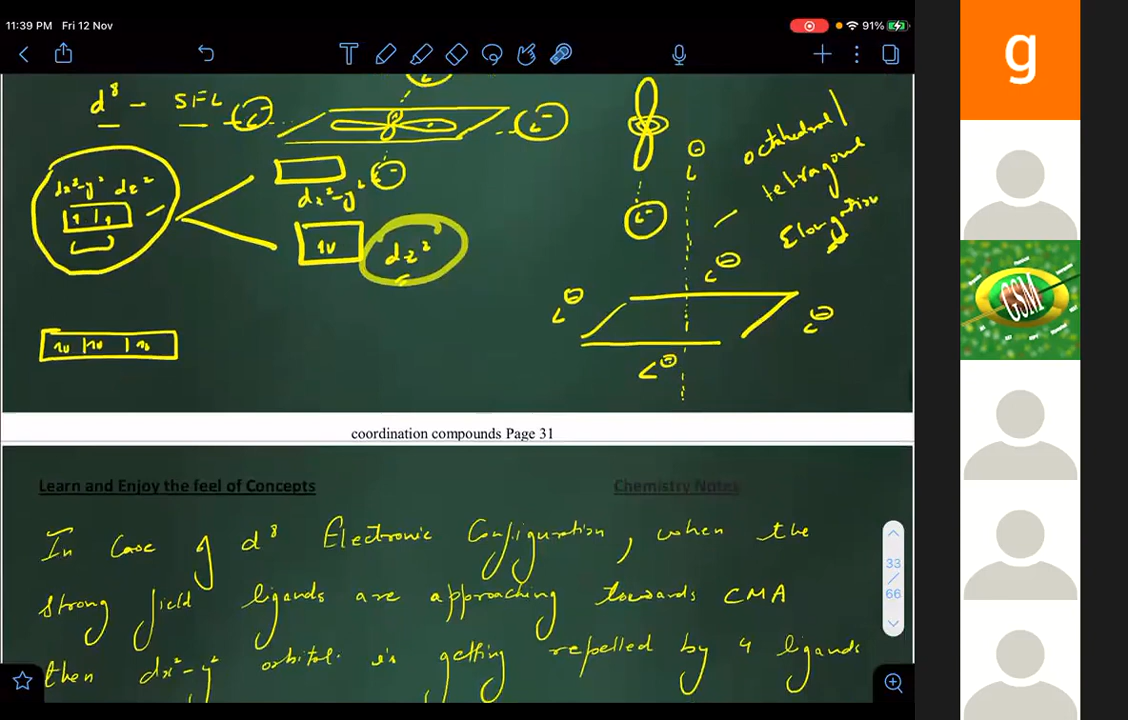 11:39 PM Fri 12 Nov
91%
d⁸ - SFL
L⁻
L⁻
L⁻
L⁻
dx²-y² dz²
dx²-y²
1v
dz²
octahedral /
tetragonal
Elongation
L⊖
L⊖
L⊖
L⊖
L⊖
coordination compounds Page 31
Learn and Enjoy the feel of Concepts
Chemistry Notes
In Case of d⁸ Electronic Configuration, when the
strong field ligands are approaching towards CMA
then dx²-y² orbital is getting repelled by 4 ligands
33
/
66
g
GSM